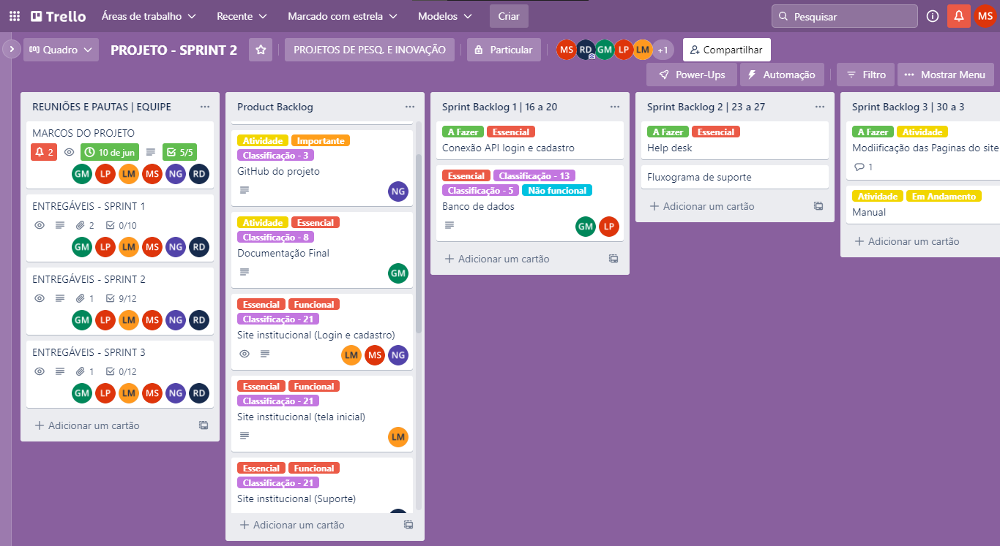 Trello Áreas de trabalho Recente Marcado com estrela Modelos Criar Pesquisar MS
Quadro PROJETO - SPRINT 2 PROJETOS DE PESQ. E INOVAÇÃO Particular MS RD GM LP LM +1 Compartilhar
Power-Ups Automação Filtro Mostrar Menu
REUNIÕES E PAUTAS | EQUIPE
MARCOS DO PROJETO
2 10 de jun 5/5
GM LP LM MS NG RD
ENTREGÁVEIS - SPRINT 1
2 0/10
GM LP LM MS NG RD
ENTREGÁVEIS - SPRINT 2
1 9/12
GM LP LM MS NG RD
ENTREGÁVEIS - SPRINT 3
1 0/12
GM LP LM MS NG RD
+ Adicionar um cartão
Product Backlog
Atividade Importante
Classificação - 3
GitHub do projeto
NG
Atividade Essencial
Classificação - 8
Documentação Final
GM
Essencial Funcional
Classificação - 21
Site institucional (Login e cadastro)
LM MS NG
Essencial Funcional
Classificação - 21
Site institucional (tela inicial)
LM
Essencial Funcional
Classificação - 21
Site institucional (Suporte)
+ Adicionar um cartão
Sprint Backlog 1 | 16 a 20
A Fazer Essencial
Conexão API login e cadastro
Essencial Classificação - 13
Classificação - 5 Não funcional
Banco de dados
GM LP
+ Adicionar um cartão
Sprint Backlog 2 | 23 a 27
A Fazer Essencial
Help desk
Fluxograma de suporte
+ Adicionar um cartão
Sprint Backlog 3 | 30 a 3
A Fazer Atividade
Modiificação das Paginas do site
1
Atividade Em Andamento
Manual
+ Adicionar um cartão